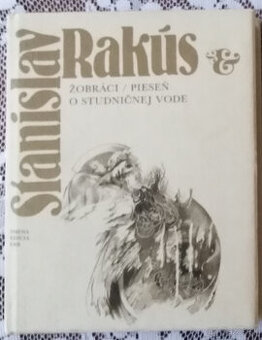 Stanislav
Rakús &
ŽOBRÁCI / PIESEŇ
O STUDNIČNEJ VODE